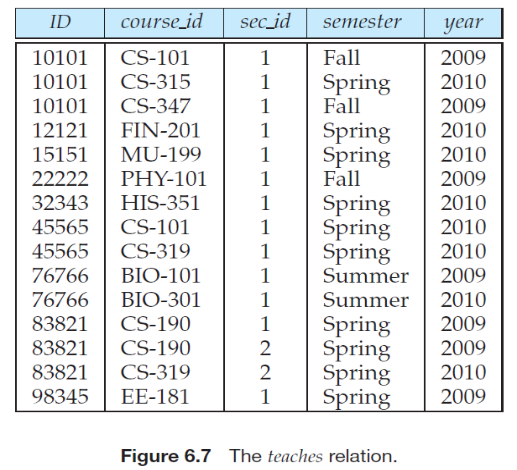 ID course_id sec_id semester year
10101 CS-101 1 Fall 2009
10101 CS-315 1 Spring 2010
10101 CS-347 1 Fall 2009
12121 FIN-201 1 Spring 2010
15151 MU-199 1 Spring 2010
22222 PHY-101 1 Fall 2009
32343 HIS-351 1 Spring 2010
45565 CS-101 1 Spring 2010
45565 CS-319 1 Spring 2010
76766 BIO-101 1 Summer 2009
76766 BIO-301 1 Summer 2010
83821 CS-190 1 Spring 2009
83821 CS-190 2 Spring 2009
83821 CS-319 2 Spring 2010
98345 EE-181 1 Spring 2009
Figure 6.7 The teaches relation.